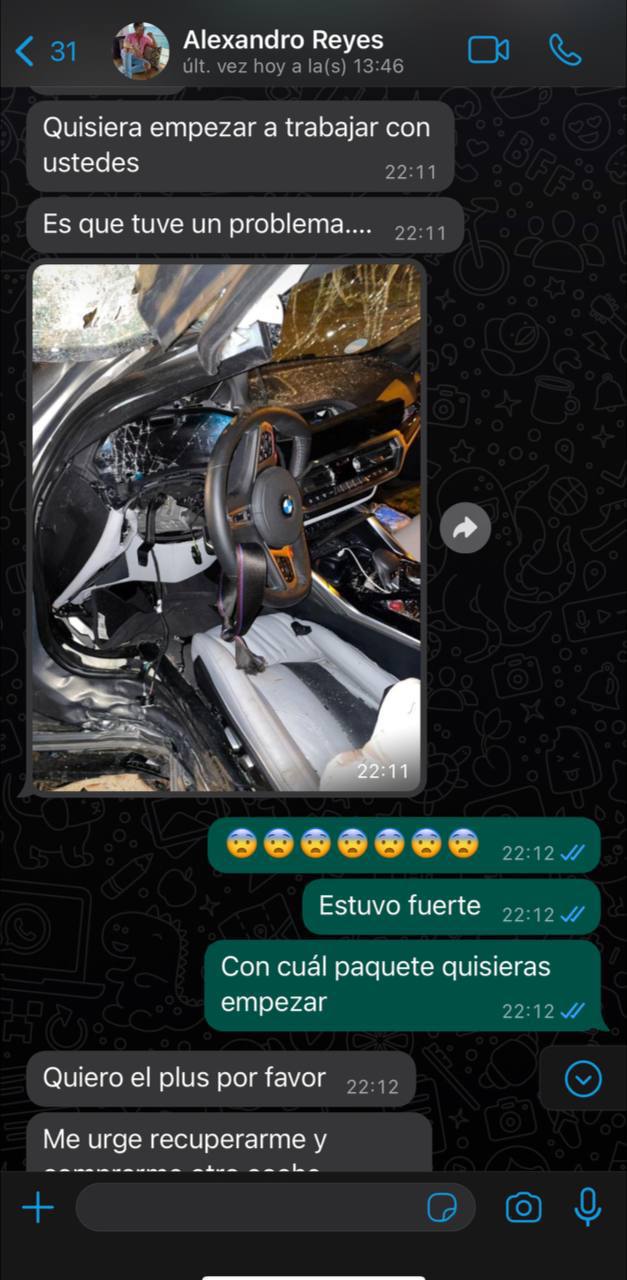 31
Alexandro Reyes
últ. vez hoy a la(s) 13:46
Quisiera empezar a trabajar con
ustedes
22:11
Es que tuve un problema....
22:11
22:11
😨😨😨😨😨😨😨
22:12
Estuvo fuerte
22:12
Con cuál paquete quisieras
empezar
22:12
Quiero el plus por favor
22:12
Me urge recuperarme y